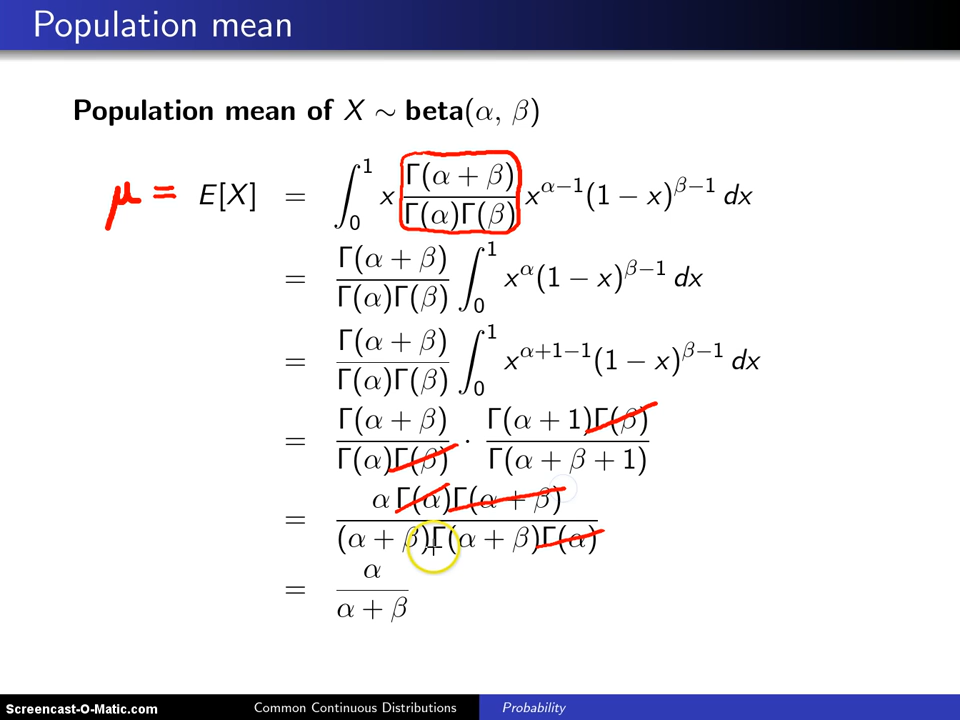 Population mean
Population mean of X ∼ beta(α, β)
μ = E[X] = ∫₀¹ x Γ(α + β)/Γ(α)Γ(β) x^{α−1}(1 − x)^{β−1} dx
= Γ(α + β)/Γ(α)Γ(β) ∫₀¹ x^{α}(1 − x)^{β−1} dx
= Γ(α + β)/Γ(α)Γ(β) ∫₀¹ x^{α+1−1}(1 − x)^{β−1} dx
= Γ(α + β)/Γ(α)Γ(β) · Γ(α + 1)Γ(β)/Γ(α + β + 1)
= α Γ(α)Γ(α + β)/(α + β)Γ(α + β)Γ(α)
= α/α + β
Screencast-O-Matic.com Common Continuous Distributions Probability